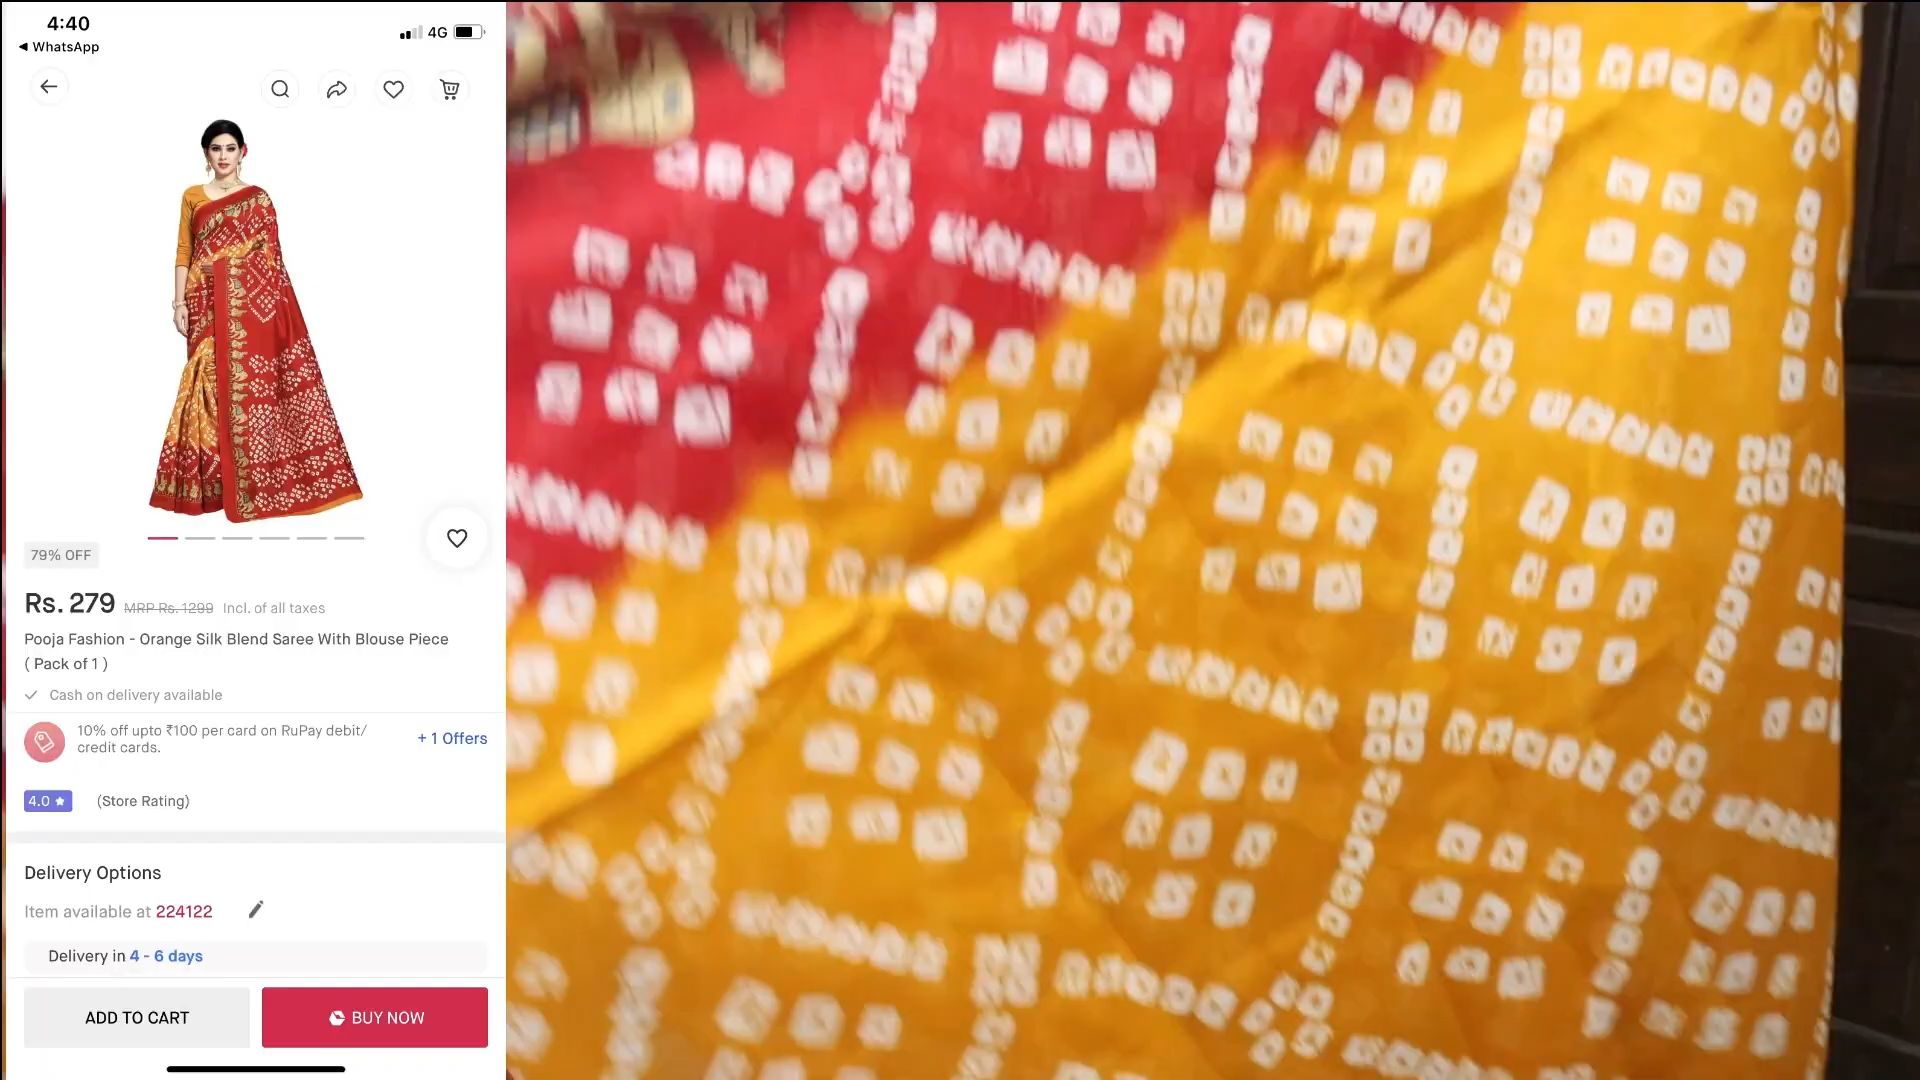 4:40
4G
WhatsApp
79% OFF
Rs. 279 MRP Rs. 1299 Incl. of all taxes
Pooja Fashion - Orange Silk Blend Saree With Blouse Piece
( Pack of 1 )
Cash on delivery available
10% off upto ₹100 per card on RuPay debit/
credit cards.
+ 1 Offers
4.0 ★ (Store Rating)
Delivery Options
Item available at 224122
Delivery in 4 - 6 days
ADD TO CART
BUY NOW